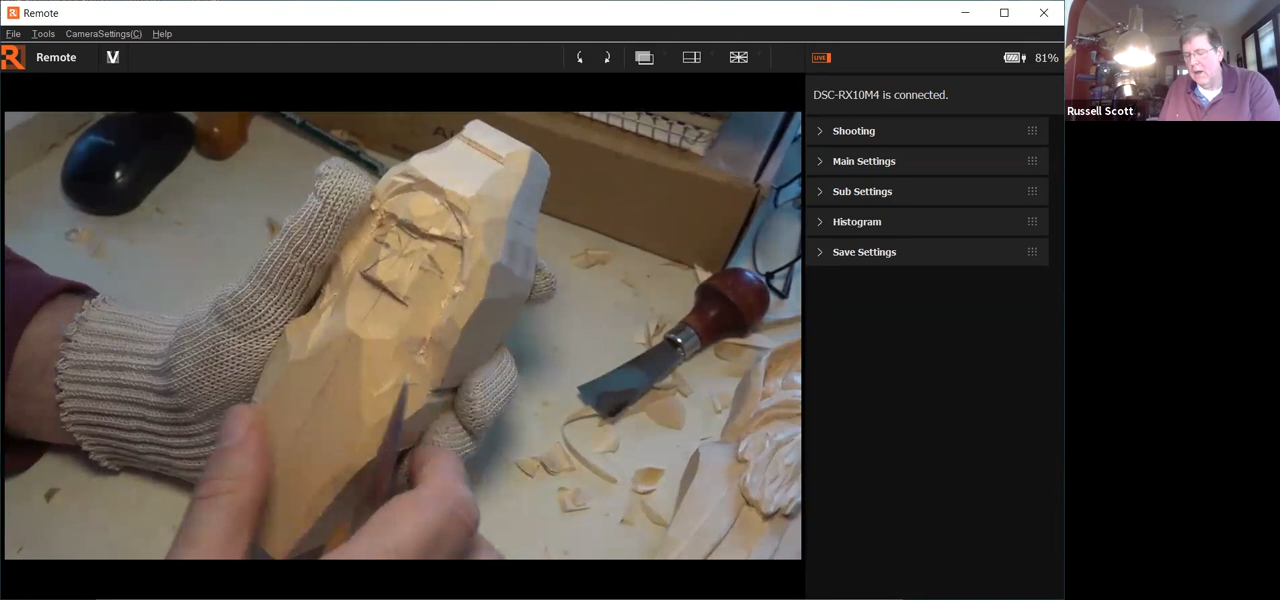 Remote
File Tools CameraSettings(C) Help
Remote
LIVE
81%
DSC-RX10M4 is connected.
Shooting
Main Settings
Sub Settings
Histogram
Save Settings
Russell Scott